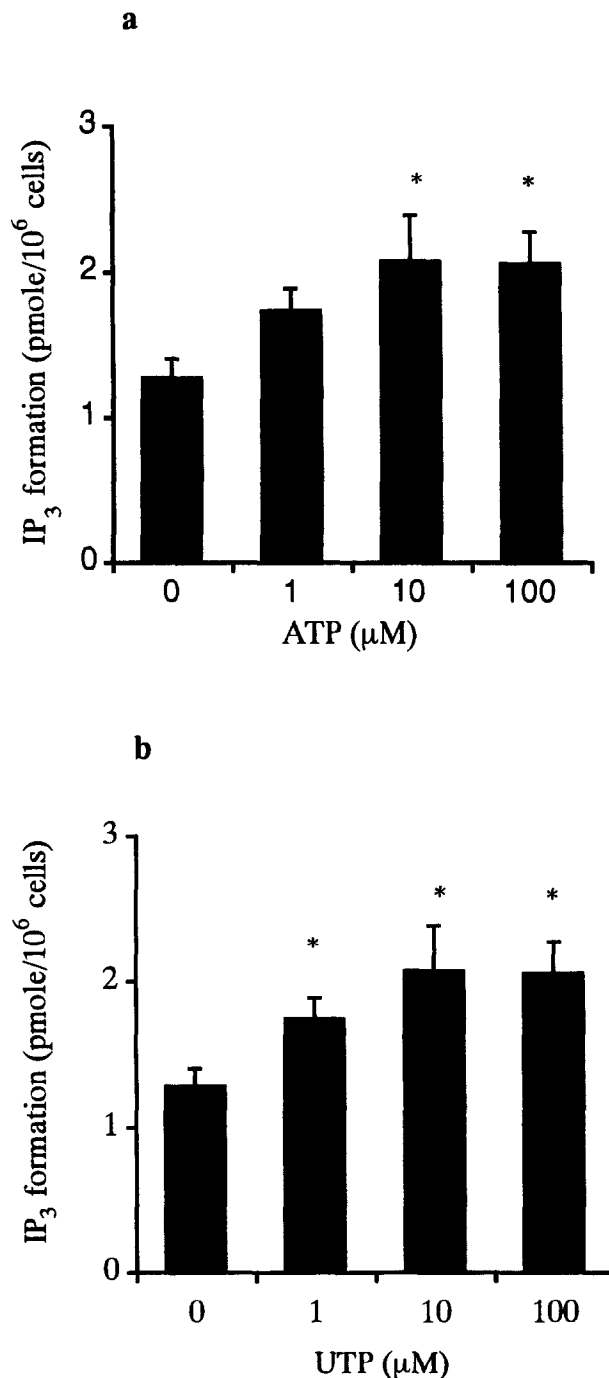 a
IP3 formation (pmole/10^6 cells)
3
2
1
0
* *
0 1 10 100
ATP (μM)
b
IP3 formation (pmole/10^6 cells)
3
2
1
0
* * *
0 1 10 100
UTP (μM)